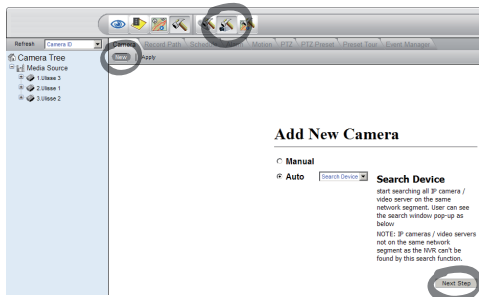 Refresh Camera ID
Camera Record Path Schedule Alarm Motion PTZ PTZ Preset Preset Tour Event Manager
New | Apply
Camera Tree
Media Source
1.Ulisse 3
2.Ulisse 1
3.Ulisse 2
Add New Camera
Manual
Auto Search Device Search Device
start searching all IP camera /
video server on the same
network segment. User can see
the search window pop-up as
below
NOTE: IP cameras / video servers
not on the same network
segment as the NVR can't be
found by this search function.
Next Step